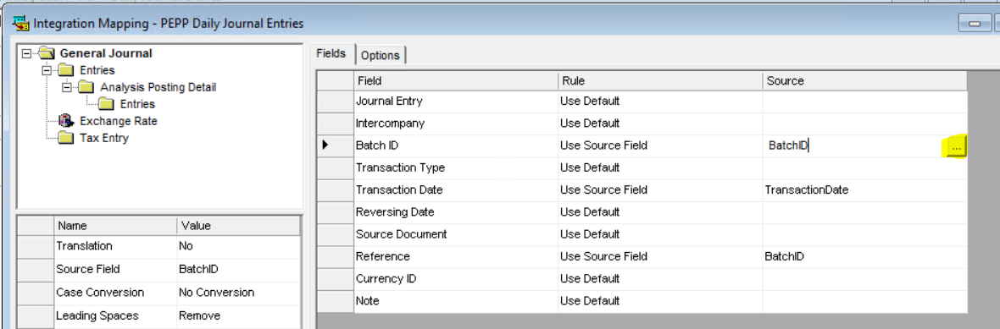 Integration Mapping - PEPP Daily Journal Entries
General Journal
Entries
Analysis Posting Detail
Entries
Exchange Rate
Tax Entry
Name Value
Translation No
Source Field BatchID
Case Conversion No Conversion
Leading Spaces Remove
Fields Options
Field Rule Source
Journal Entry Use Default
Intercompany Use Default
Batch ID Use Source Field BatchID ...
Transaction Type Use Default
Transaction Date Use Source Field TransactionDate
Reversing Date Use Default
Source Document Use Default
Reference Use Source Field BatchID
Currency ID Use Default
Note Use Default